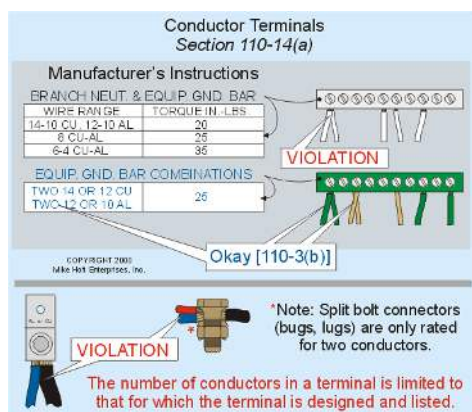 Conductor Terminals
Section 110-14(a)
Manufacturer's Instructions
BRANCH NEUT. & EQUIP. GND. BAR
WIRE RANGE TORQUE IN.-LBS.
14-10 CU, 12-10 AL 20
8 CU-AL 25
6-4 CU-AL 35
VIOLATION
EQUIP. GND. BAR COMBINATIONS
TWO 14 OR 12 CU
TWO 12 OR 10 AL
25
Okay [110-3(b)]
COPYRIGHT 2000
Mike Holt Enterprises, Inc.
VIOLATION
*
*Note: Split bolt connectors
(bugs, lugs) are only rated
for two conductors.
The number of conductors in a terminal is limited to
that for which the terminal is designed and listed.